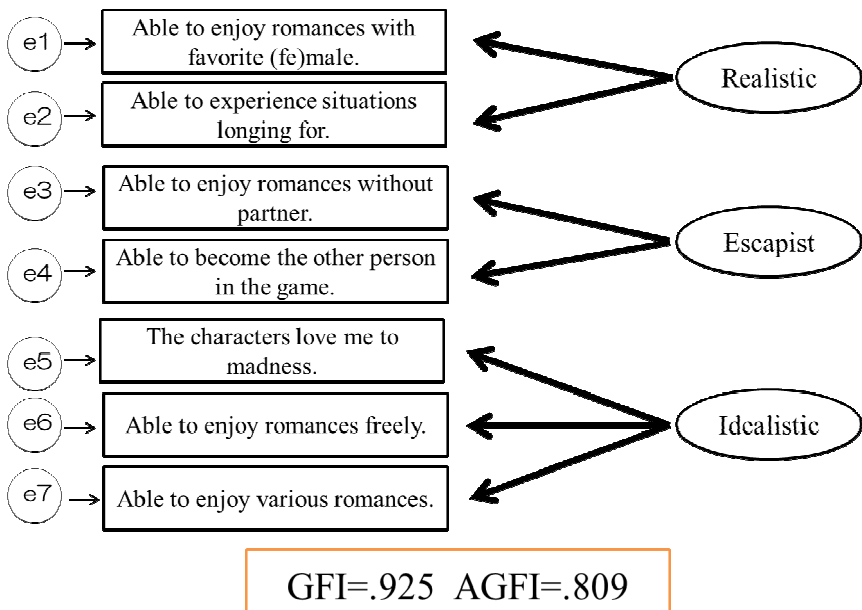 e1
Able to enjoy romances with
favorite (fe)male.
Realistic
e2
Able to experience situations
longing for.
e3
Able to enjoy romances without
partner.
Escapist
e4
Able to become the other person
in the game.
e5
The characters love me to
madness.
e6
Able to enjoy romances freely.
Idealistic
e7
Able to enjoy various romances.
GFI=.925 AGFI=.809